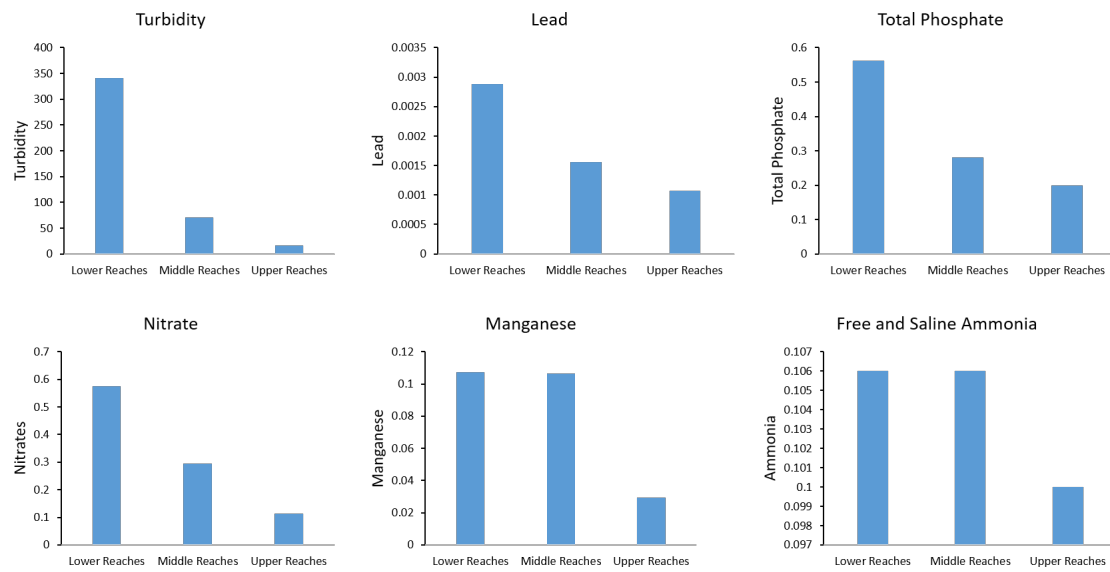 Turbidity
400
350
300
250
200
150
100
50
0
Turbidity
Lower Reaches Middle Reaches Upper Reaches
Lead
0.0035
0.003
0.0025
0.002
0.0015
0.001
0.0005
0
Lead
Lower Reaches Middle Reaches Upper Reaches
Total Phosphate
0.6
0.5
0.4
0.3
0.2
0.1
0
Total Phosphate
Lower Reaches Middle Reaches Upper Reaches
Nitrate
0.7
0.6
0.5
0.4
0.3
0.2
0.1
0
Nitrates
Lower Reaches Middle Reaches Upper Reaches
Manganese
0.12
0.1
0.08
0.06
0.04
0.02
0
Manganese
Lower Reaches Middle Reaches Upper Reaches
Free and Saline Ammonia
0.107
0.106
0.105
0.104
0.103
0.102
0.101
0.1
0.099
0.098
0.097
Ammonia
Lower Reaches Middle Reaches Upper Reaches